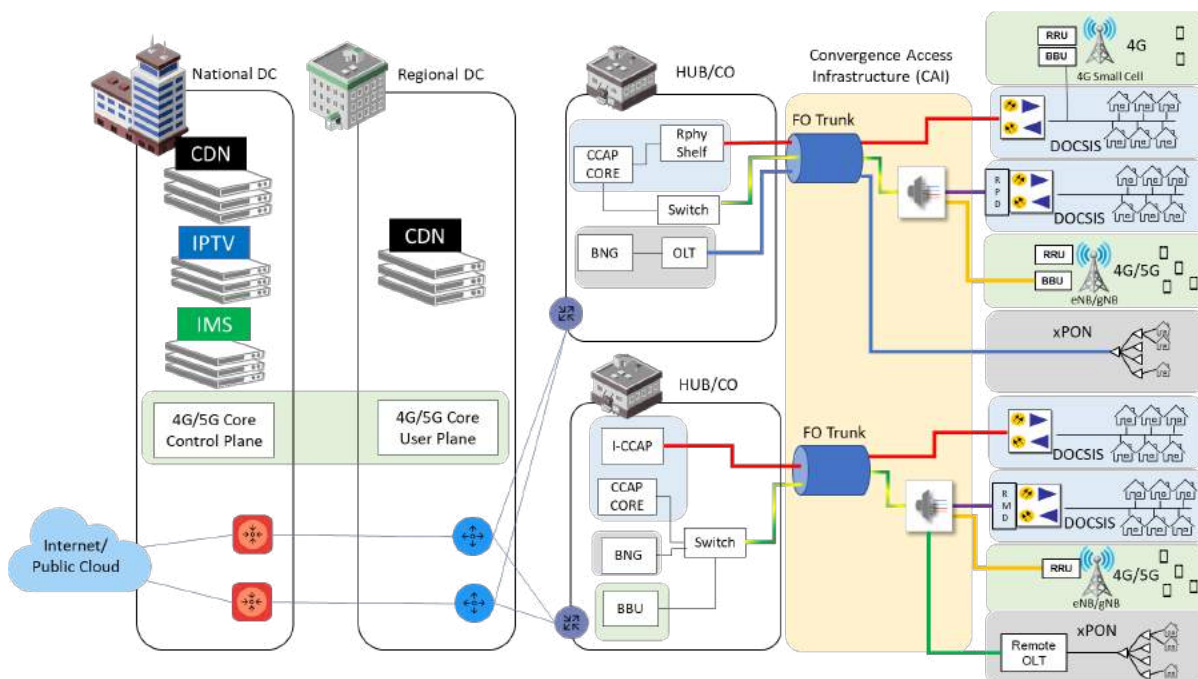 National DC
CDN
IPTV
IMS
4G/5G Core
Control Plane
Internet/
Public Cloud
Regional DC
CDN
4G/5G Core
User Plane
HUB/CO
Rphy
Shelf
CCAP
CORE
Switch
BNG
OLT
HUB/CO
I-CCAP
CCAP
CORE
Switch
BNG
BBU
Convergence Access
Infrastructure (CAI)
FO Trunk
FO Trunk
RRU
BBU
4G
4G Small Cell
DOCSIS
R
P
D
DOCSIS
RRU
BBU
4G/5G
eNB/gNB
xPON
DOCSIS
R
M
D
DOCSIS
RRU
4G/5G
eNB/gNB
xPON
Remote
OLT